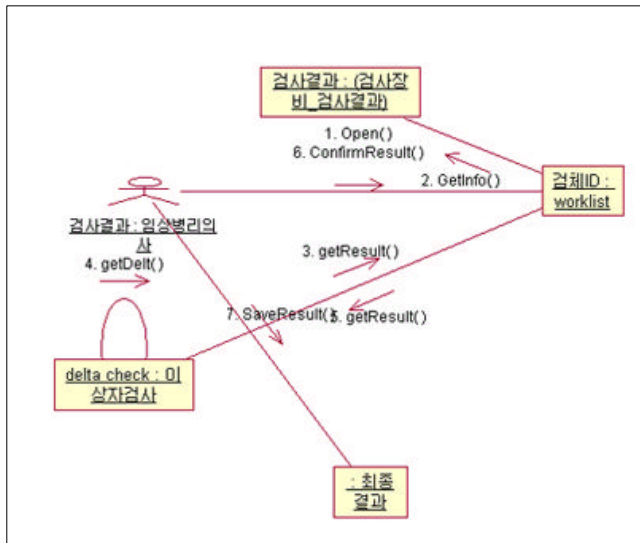 검사결과 : (검사장
비_검사결과)
1. Open()
6. ConfirmResult()
2. GetInfo()
검체ID :
worklist
검사결과 : 임상병리의
사
4. getDelt()
3. getResult()
7. SaveResult()
5. getResult()
delta check : 이
상자검사
: 최종
결과